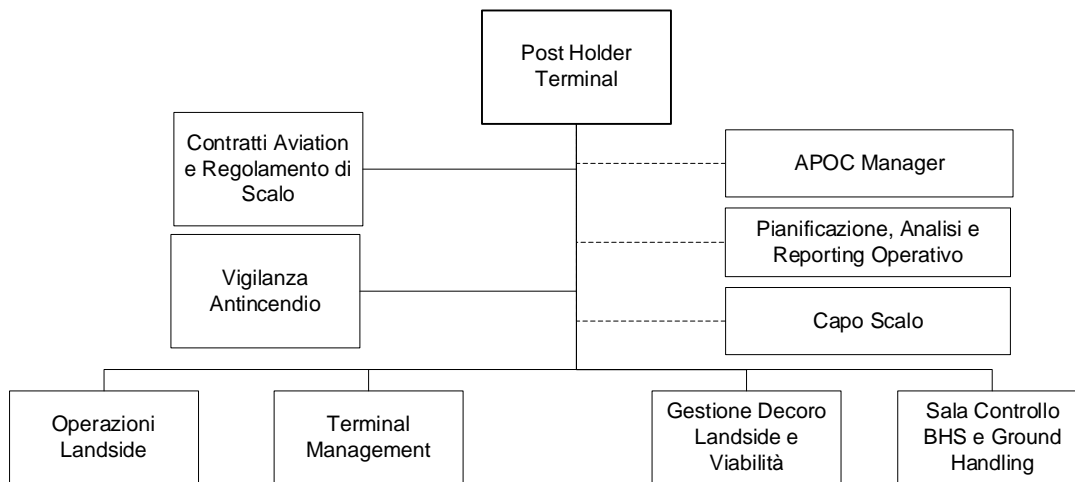 Post Holder
Terminal
Contratti Aviation
e Regolamento di
Scalo
APOC Manager
Pianificazione, Analisi e
Reporting Operativo
Vigilanza
Antincendio
Capo Scalo
Operazioni
Landside
Terminal
Management
Gestione Decoro
Landside e
Viabilità
Sala Controllo
BHS e Ground
Handling